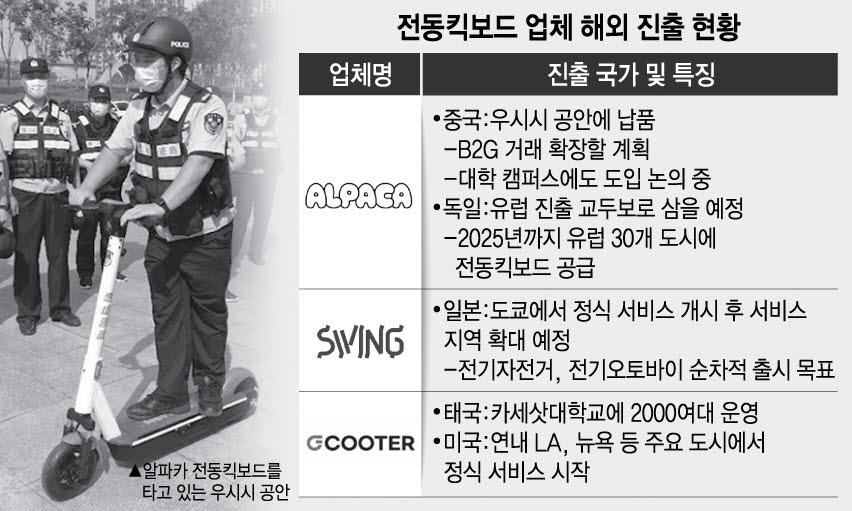 전동킥보드 업체 해외 진출 현황
업체명
진출 국가 및 특징
ALPACA
•중국:우시시 공안에 납품
-B2G 거래 확장할 계획
-대학 캠퍼스에도 도입 논의 중
•독일:유럽 진출 교두보로 삼을 예정
-2025년까지 유럽 30개 도시에
전동킥보드 공급
SWING
•일본:도쿄에서 정식 서비스 개시 후 서비스
지역 확대 예정
-전기자전거, 전기오토바이 순차적 출시 목표
GCOOTER
•태국:카세삿대학교에 2000여대 운영
•미국:연내 LA, 뉴욕 등 주요 도시에서
정식 서비스 시작
POLICE
▲알파카 전동킥보드를
타고 있는 우시시 공안